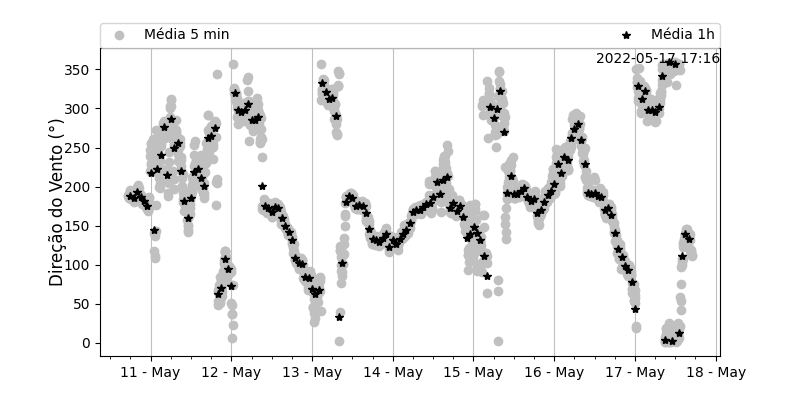 Média 5 min
Média 1h
2022-05-17 17:16
Direção do Vento (°)
350
300
250
200
150
100
50
0
11 - May
12 - May
13 - May
14 - May
15 - May
16 - May
17 - May
18 - May